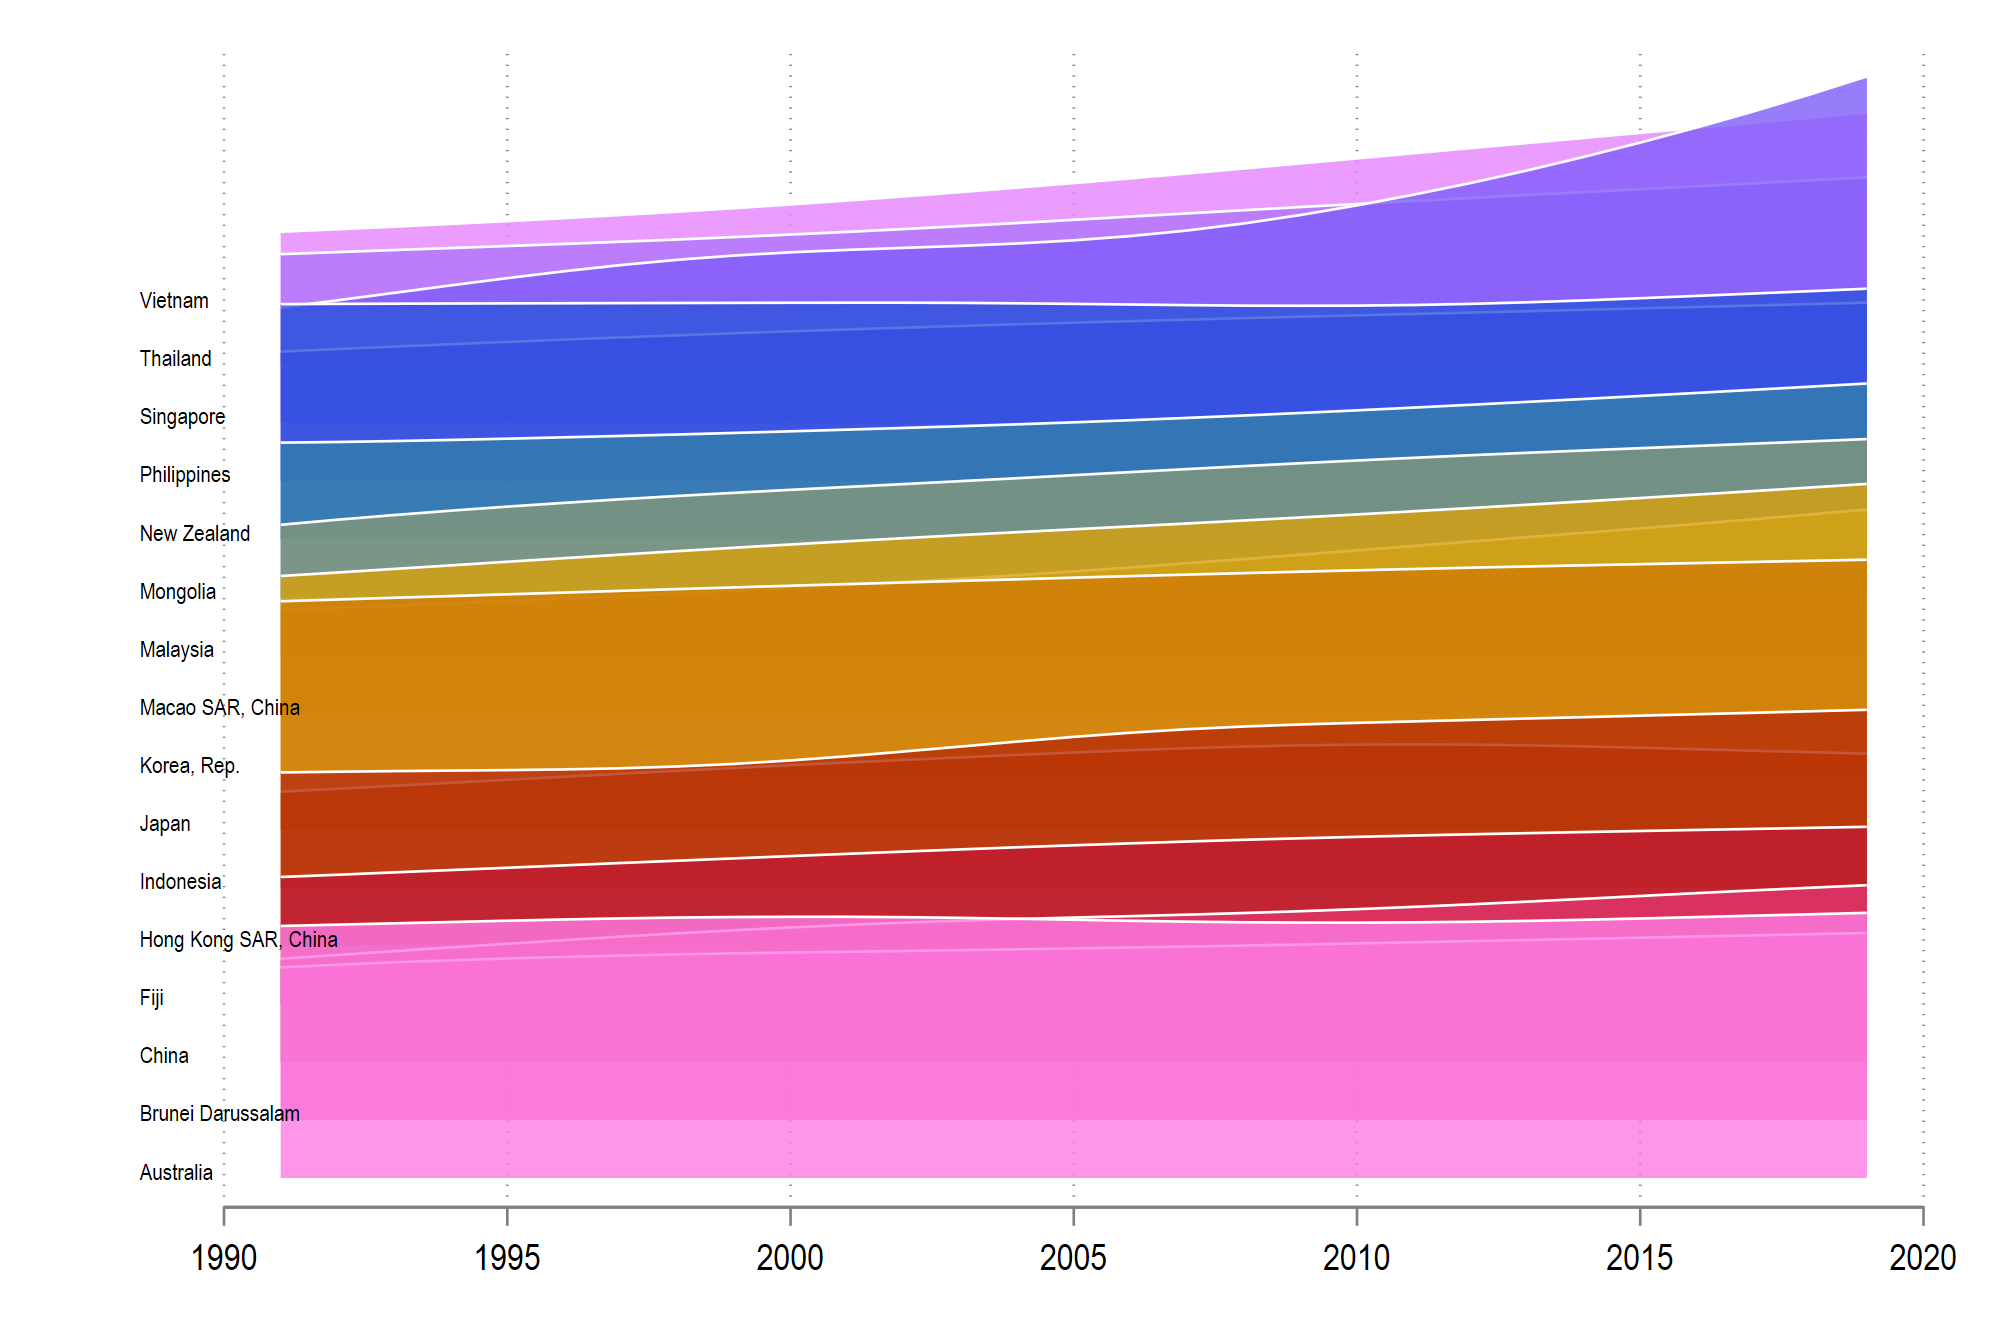 Vietnam
Thailand
Singapore
Philippines
New Zealand
Mongolia
Malaysia
Macao SAR, China
Korea, Rep.
Japan
Indonesia
Hong Kong SAR, China
Fiji
China
Brunei Darussalam
Australia
1990 1995 2000 2005 2010 2015 2020